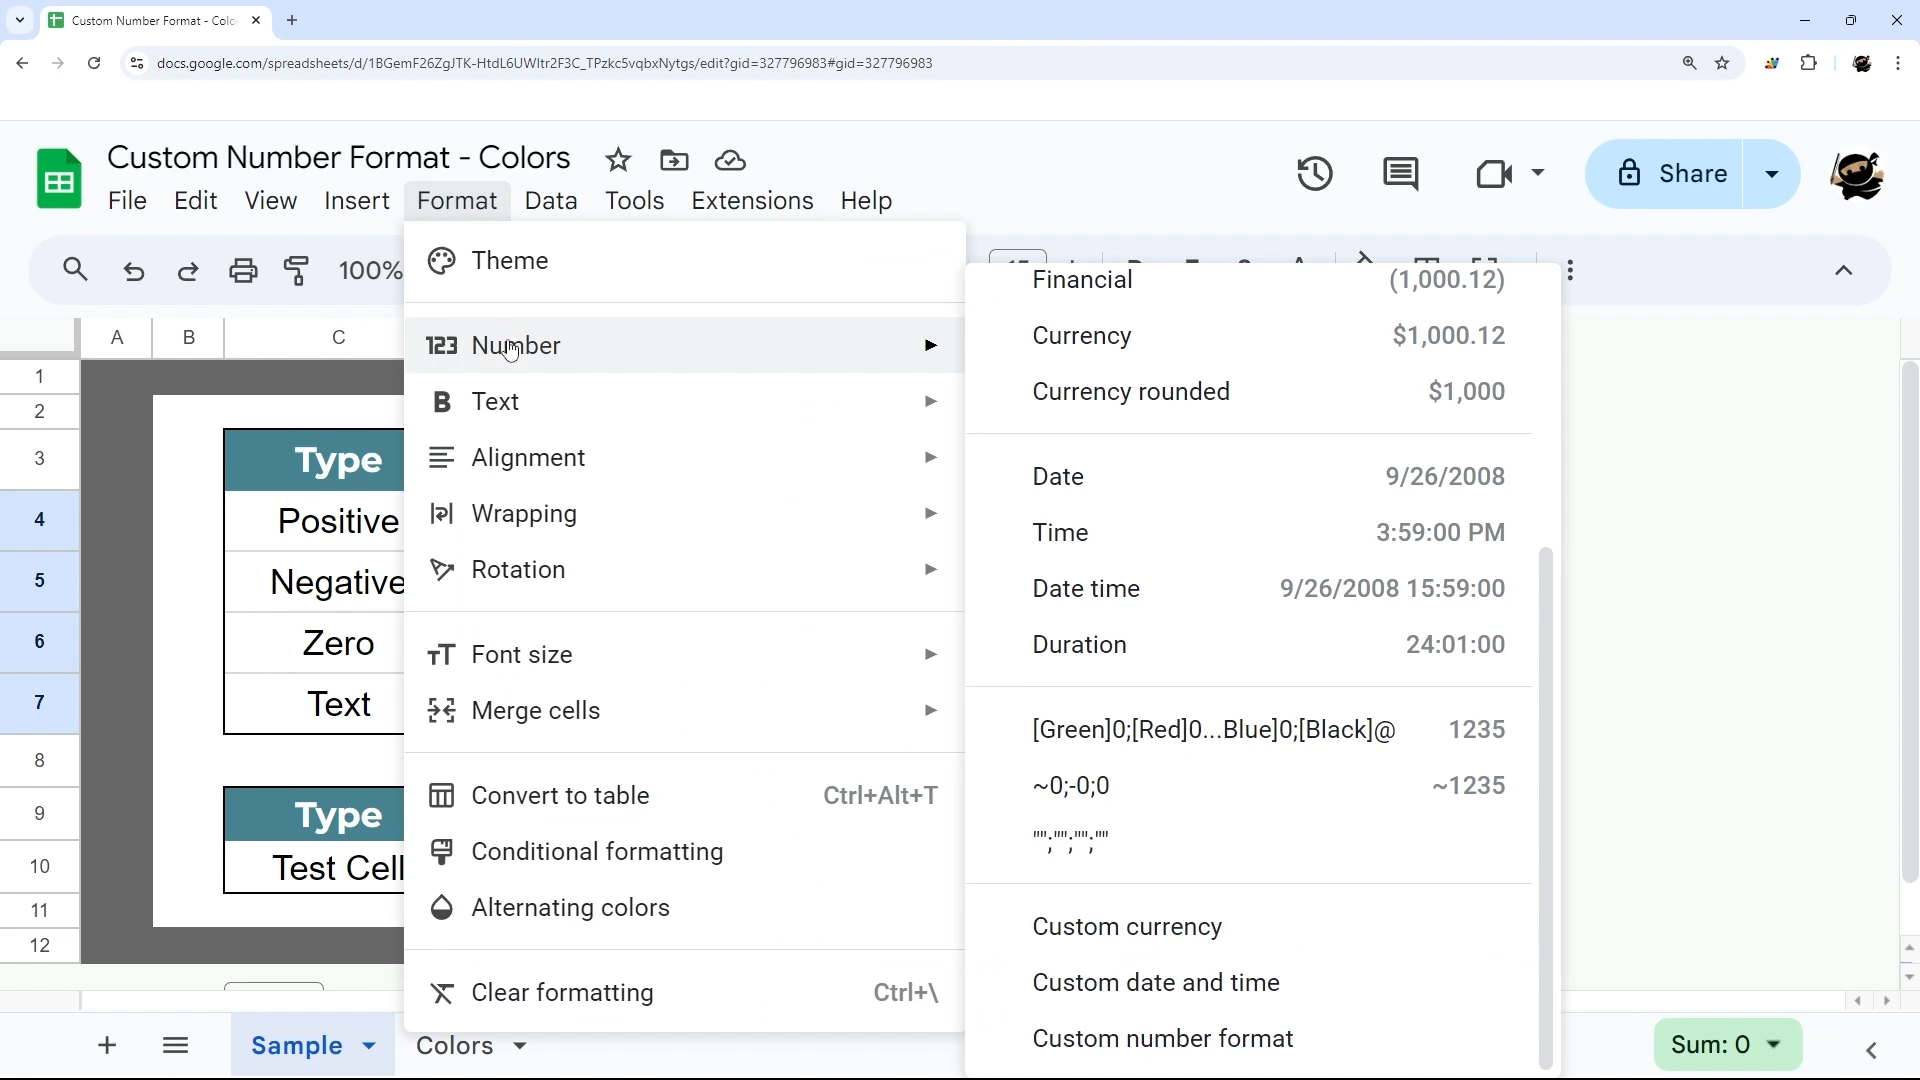 Custom Number Format - Colo
docs.google.com/spreadsheets/d/1BGemF26ZgJTK-HtdL6UWItr2F3C_TPzkc5vqbxNytgs/edit?gid=327796983#gid=327796983
Custom Number Format - Colors
File Edit View Insert Format Data Tools Extensions Help
Share
100%
Theme
123 Number
B Text
Alignment
Wrapping
Rotation
Font size
Merge cells
Convert to table Ctrl+Alt+T
Conditional formatting
Alternating colors
Clear formatting Ctrl+\
Financial (1,000.12)
Currency $1,000.12
Currency rounded $1,000
Date 9/26/2008
Time 3:59:00 PM
Date time 9/26/2008 15:59:00
Duration 24:01:00
[Green]0;[Red]0...Blue]0;[Black]@ 1235
~0;-0;0 ~1235
"";"";"";""
Custom currency
Custom date and time
Custom number format
A B C
1
2
3 Type
4 Positive
5 Negative
6 Zero
7 Text
8
9 Type
10 Test Cell
11
12
Sample Colors
Sum: 0